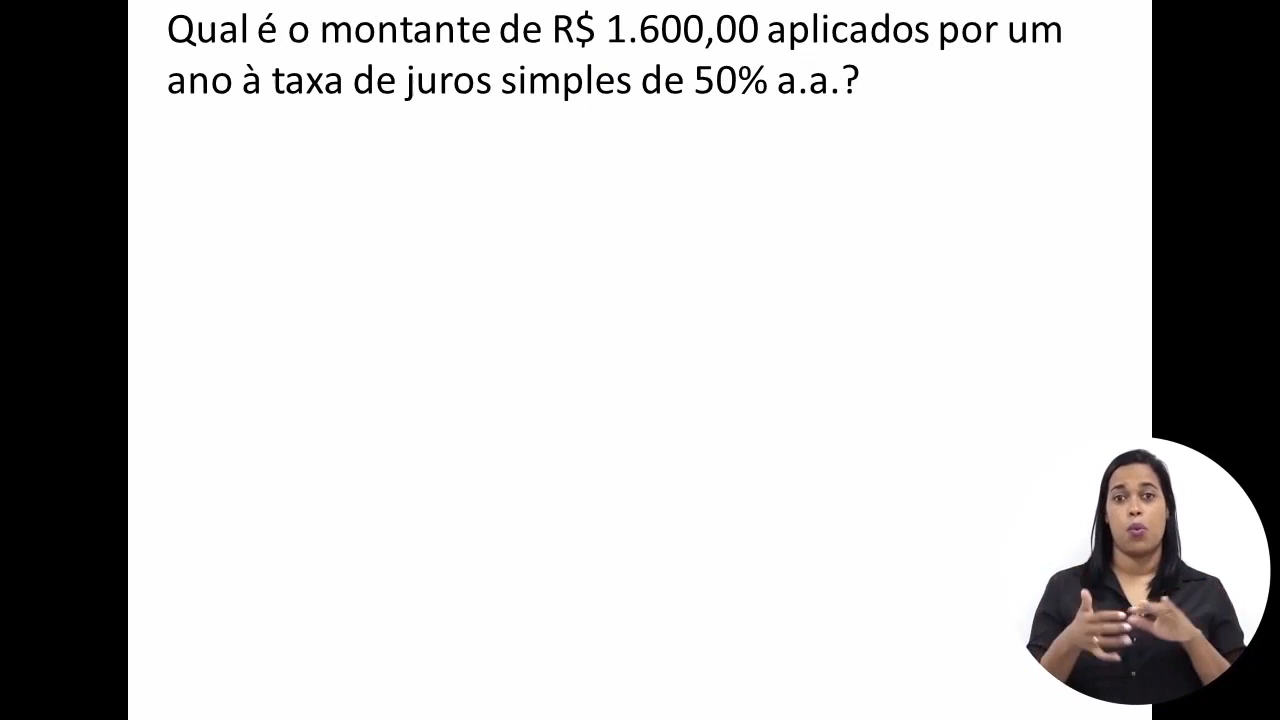 Qual é o montante de R$ 1.600,00 aplicados por um
ano à taxa de juros simples de 50% a.a.?